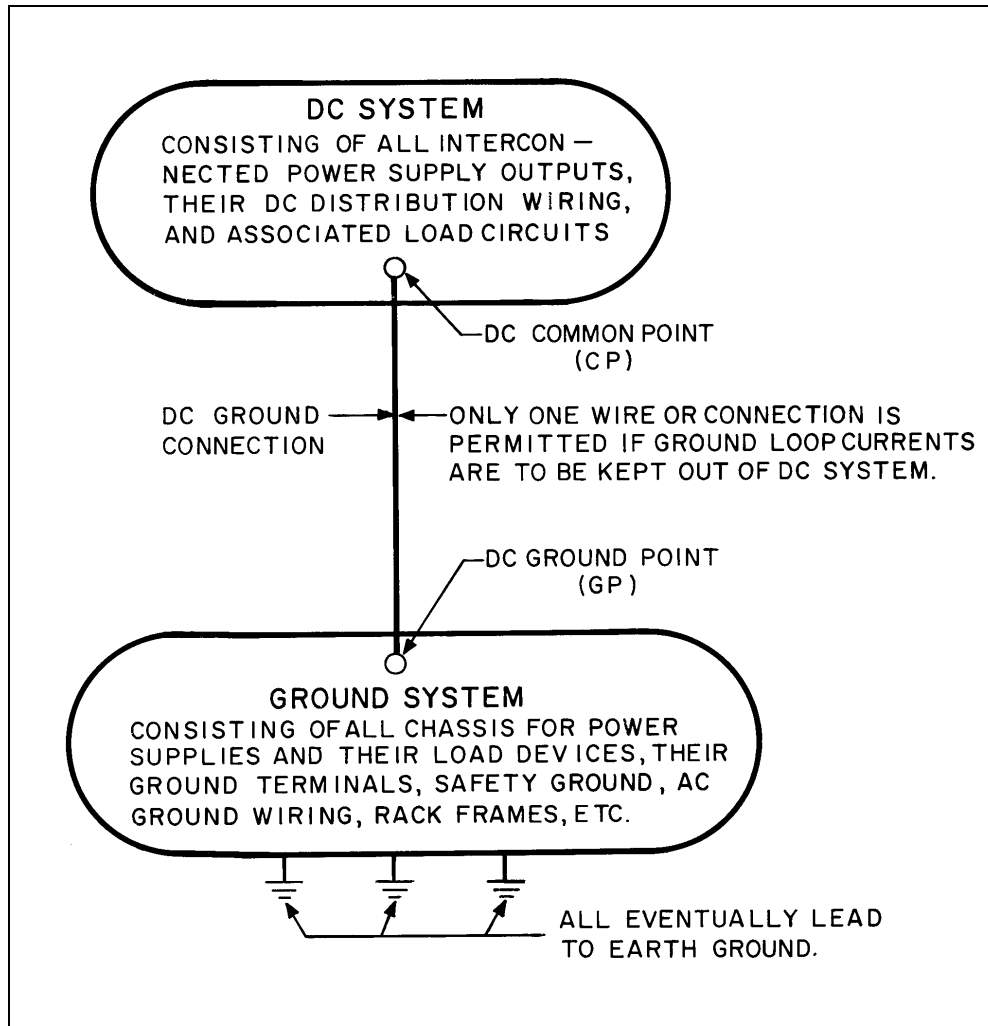 DC SYSTEM
CONSISTING OF ALL INTERCON —
NECTED POWER SUPPLY OUTPUTS,
THEIR DC DISTRIBUTION WIRING,
AND ASSOCIATED LOAD CIRCUITS
DC COMMON POINT
(CP)
DC GROUND
CONNECTION
ONLY ONE WIRE OR CONNECTION IS
PERMITTED IF GROUND LOOP CURRENTS
ARE TO BE KEPT OUT OF DC SYSTEM.
DC GROUND POINT
(GP)
GROUND SYSTEM
CONSISTING OF ALL CHASSIS FOR POWER
SUPPLIES AND THEIR LOAD DEVICES, THEIR
GROUND TERMINALS, SAFETY GROUND, AC
GROUND WIRING, RACK FRAMES, ETC.
ALL EVENTUALLY LEAD
TO EARTH GROUND.